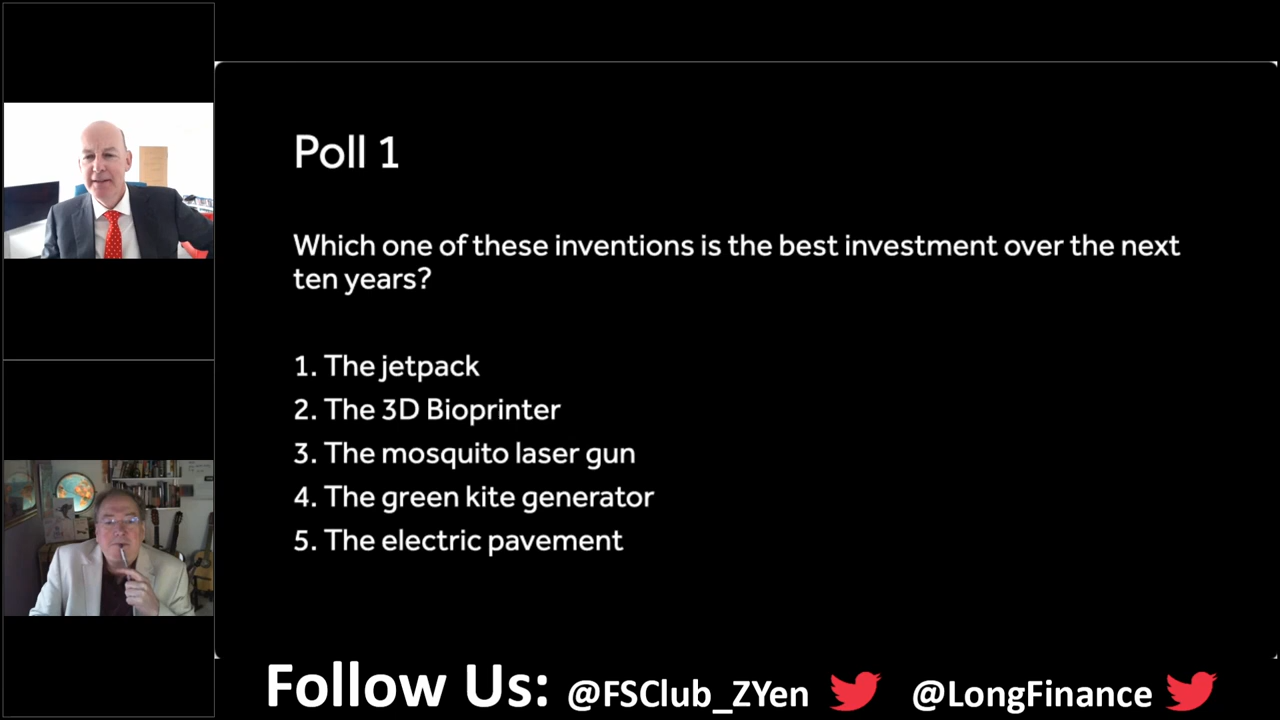 Poll 1
Which one of these inventions is the best investment over the next
ten years?
1. The jetpack
2. The 3D Bioprinter
3. The mosquito laser gun
4. The green kite generator
5. The electric pavement
Follow Us: @FSClub_ZYen @LongFinance